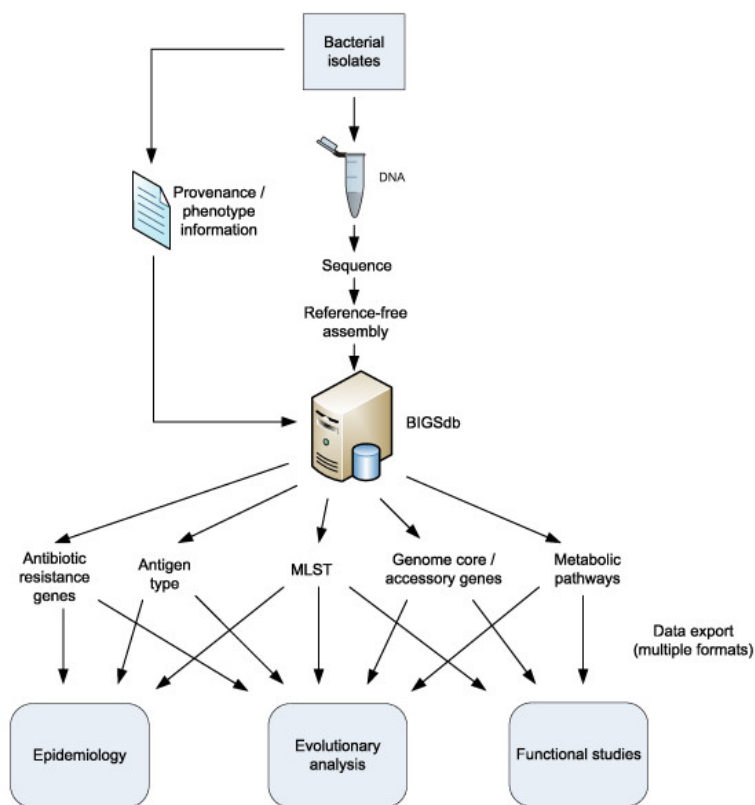 Bacterial
isolates
DNA
Provenance /
phenotype
information
Sequence
Reference-free
assembly
BIGSdb
Antibiotic
resistance
genes
Antigen
type
MLST
Genome core /
accessory genes
Metabolic
pathways
Data export
(multiple formats)
Epidemiology
Evolutionary
analysis
Functional studies